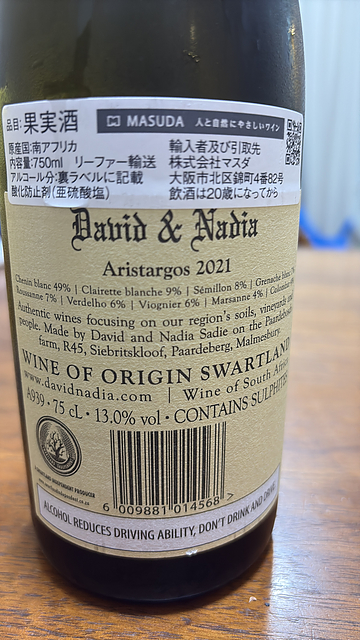 品目:果実酒
MASUDA 人と自然にやさしいワイン
原産国:南アフリカ 輸入者及び引取先
内容量:750ml リーファー輸送 株式会社マスダ
アルコール分:裏ラベルに記載 大阪市北区錦町4番82号
酸化防止剤(亜硫酸塩) 飲酒は20歳になってから
David & Nadia
Aristargos 2021
Chenin blanc 49% | Clairette blanche 9% | Sémillon 8% | Grenache blanc
Roussanne 7% | Verdelho 6% | Viognier 6% | Marsanne 4% |
Authentic wines focusing on our region's soils, vineyards and
people. Made by David and Nadia Sadie on the Paardebosch
farm, R45, Siebritskloof, Paardeberg, Malmesbury.
WINE OF ORIGIN SWARTLAND
www.davidnadia.com | Wine of South Africa
A939 · 75 cL · 13,0% vol · CONTAINS SULPHITES
6 009881 014568 >
ALCOHOL REDUCES DRIVING ABILITY, DON'T DRINK AND DRIVE.